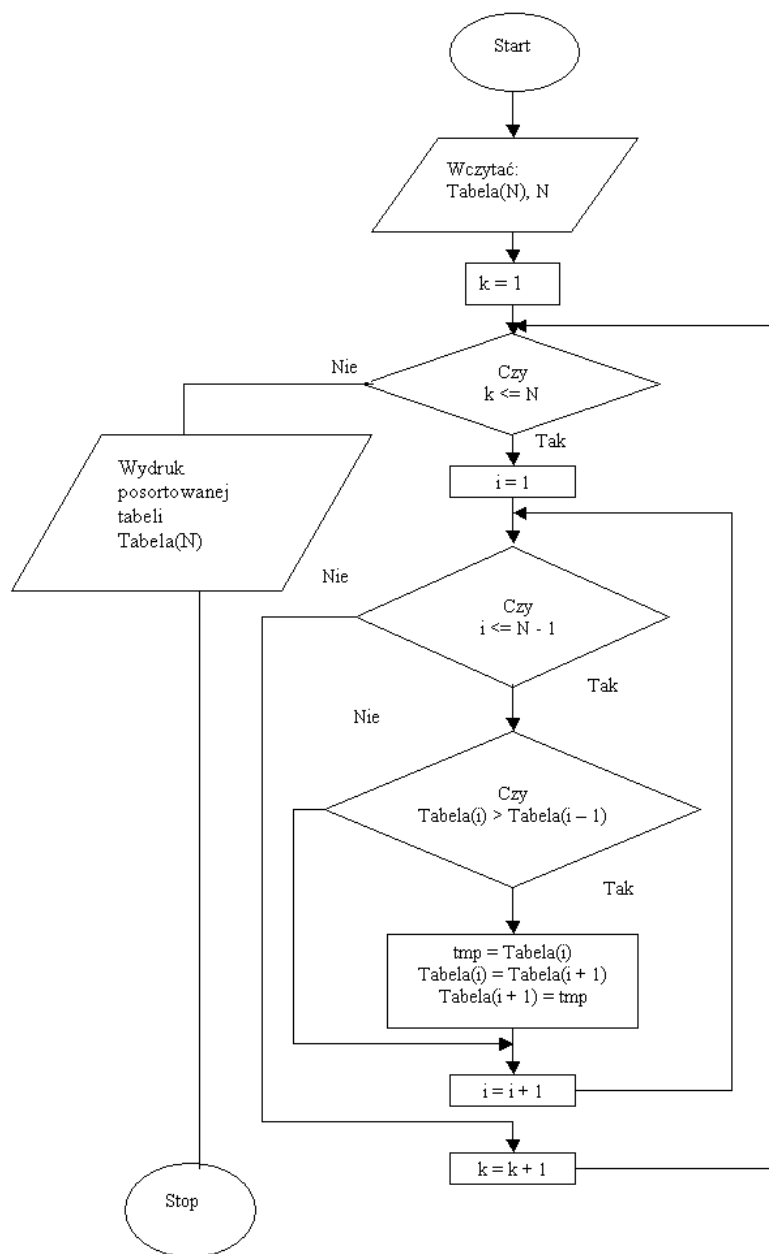 Start
Wczytać:
Tabela(N), N
k = 1
Nie
Czy
k <= N
Tak
Wydruk
posortowanej
tabeli
Tabela(N)
i = 1
Nie
Czy
i <= N - 1
Tak
Nie
Czy
Tabela(i) > Tabela(i – 1)
Tak
tmp = Tabela(i)
Tabela(i) = Tabela(i + 1)
Tabela(i + 1) = tmp
i = i + 1
k = k + 1
Stop